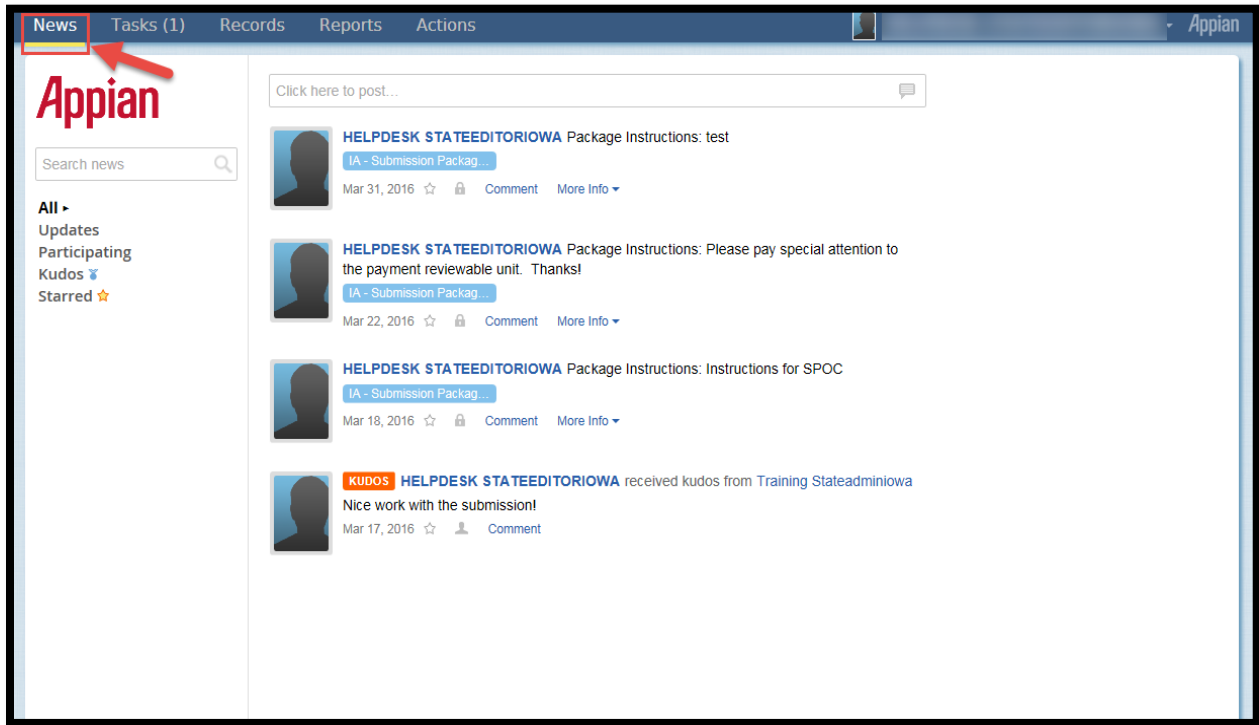 News Tasks (1) Records Reports Actions Appian
Appian
Search news
All
Updates
Participating
Kudos
Starred
Click here to post...
HELPDESK STATEEDITORIOWA Package Instructions: test
IA - Submission Packag...
Mar 31, 2016 Comment More Info
HELPDESK STATEEDITORIOWA Package Instructions: Please pay special attention to
the payment reviewable unit. Thanks!
IA - Submission Packag...
Mar 22, 2016 Comment More Info
HELPDESK STATEEDITORIOWA Package Instructions: Instructions for SPOC
IA - Submission Packag...
Mar 18, 2016 Comment More Info
KUDOS HELPDESK STATEEDITORIOWA received kudos from Training Stateadminiowa
Nice work with the submission!
Mar 17, 2016 Comment